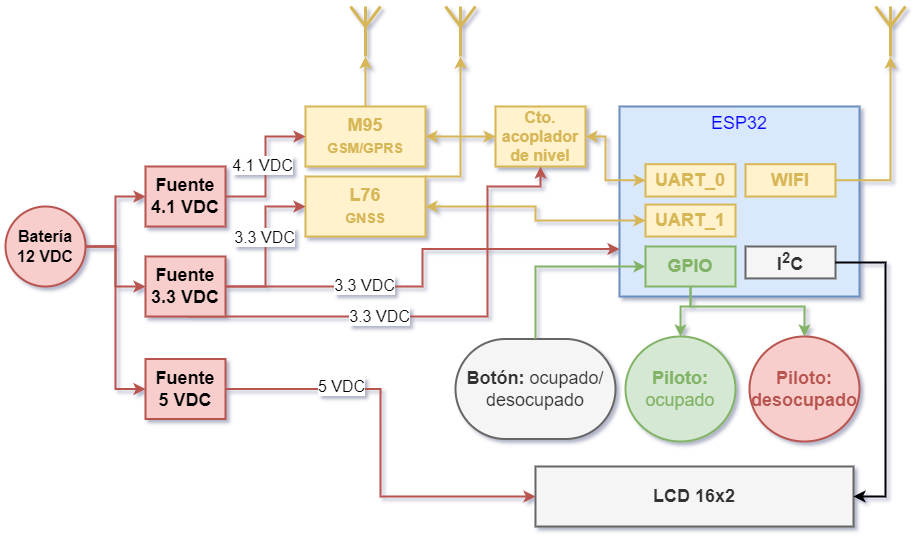 M95
GSM/GPRS
Cto.
acoplador
de nivel
ESP32
4.1 VDC
Fuente
4.1 VDC
L76
GNSS
UART_0
WIFI
UART_1
Batería
12 VDC
3.3 VDC
Fuente
3.3 VDC
3.3 VDC
3.3 VDC
GPIO
I²C
Fuente
5 VDC
5 VDC
Botón: ocupado/
desocupado
Piloto:
ocupado
Piloto:
desocupado
LCD 16x2